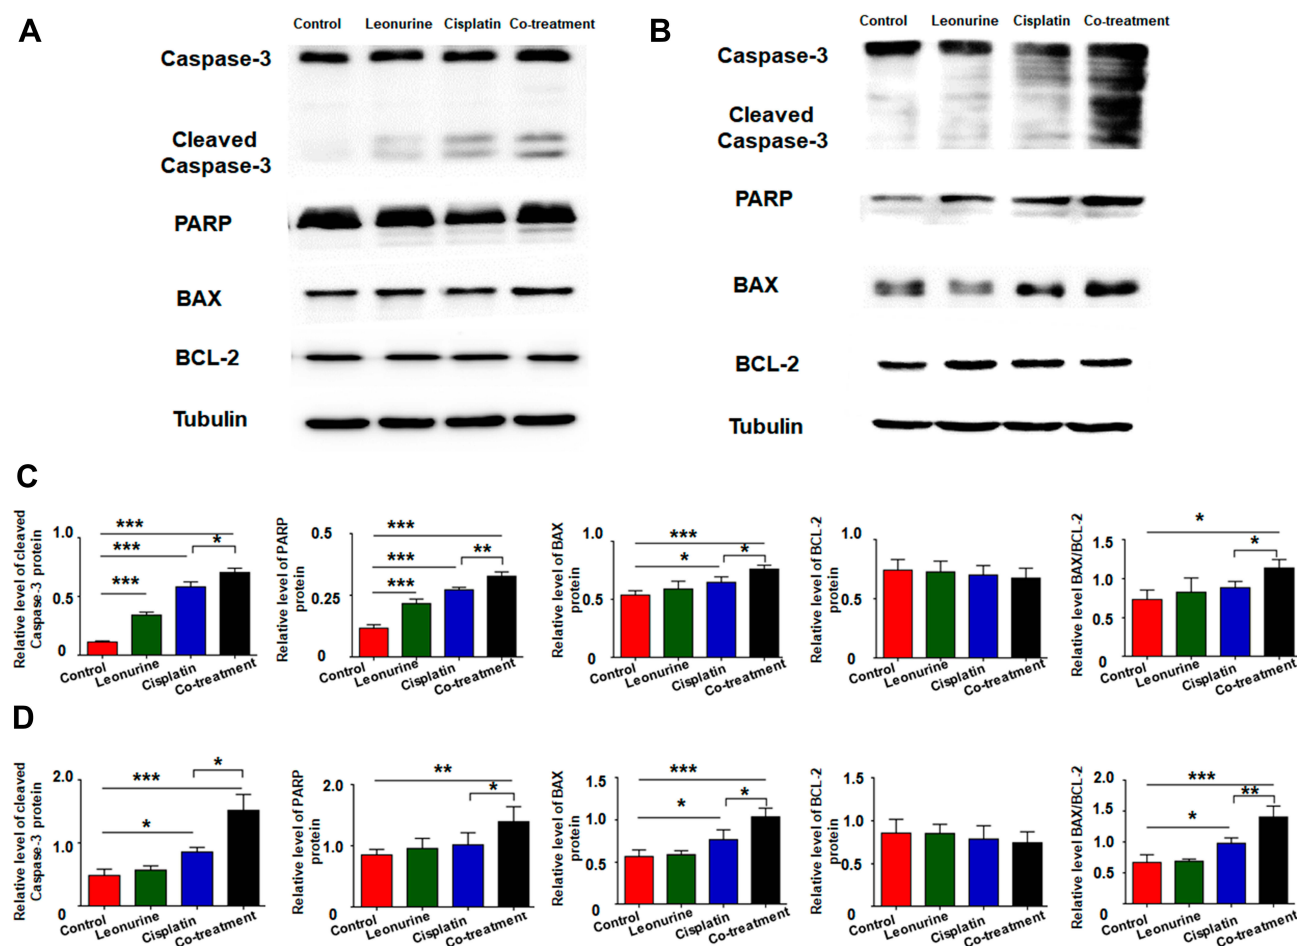 A
Control Leonurine Cisplatin Co-treatment
Caspase-3
Cleaved
Caspase-3
PARP
BAX
BCL-2
Tubulin
B
Control Leonurine Cisplatin Co-treatment
Caspase-3
Cleaved
Caspase-3
PARP
BAX
BCL-2
Tubulin
C
Relative level of cleaved
Caspase-3 protein
1.0
0.5
0
***
***
***
*
Control
Leonurine
Cisplatin
Co-treatment
Relative level of PARP
protein
0.5
0.25
0
***
***
***
**
Control
Leonurine
Cisplatin
Co-treatment
Relative level of BAX
protein
1.0
0.5
0
***
*
*
Control
Leonurine
Cisplatin
Co-treatment
Relative level of BCL-2
protein
1.0
0.5
0
Control
Leonurine
Cisplatin
Co-treatment
Relative level BAX/BCL-2
1.5
1.0
0.5
0
*
*
Control
Leonurine
Cisplatin
Co-treatment
D
Relative level of cleaved
Caspase-3 protein
2.0
1.0
0
***
*
*
Control
Leonurine
Cisplatin
Co-treatment
Relative level of PARP
protein
2.0
1.0
0
**
*
Control
Leonurine
Cisplatin
Co-treatment
Relative level of BAX
protein
1.5
1.0
0.5
0
***
*
*
Control
Leonurine
Cisplatin
Co-treatment
Relative level of BCL-2
protein
1.5
1.0
0.5
0
Control
Leonurine
Cisplatin
Co-treatment
Relative level BAX/BCL-2
2.0
1.5
1.0
0.5
0
***
**
*
Control
Leonurine
Cisplatin
Co-treatment